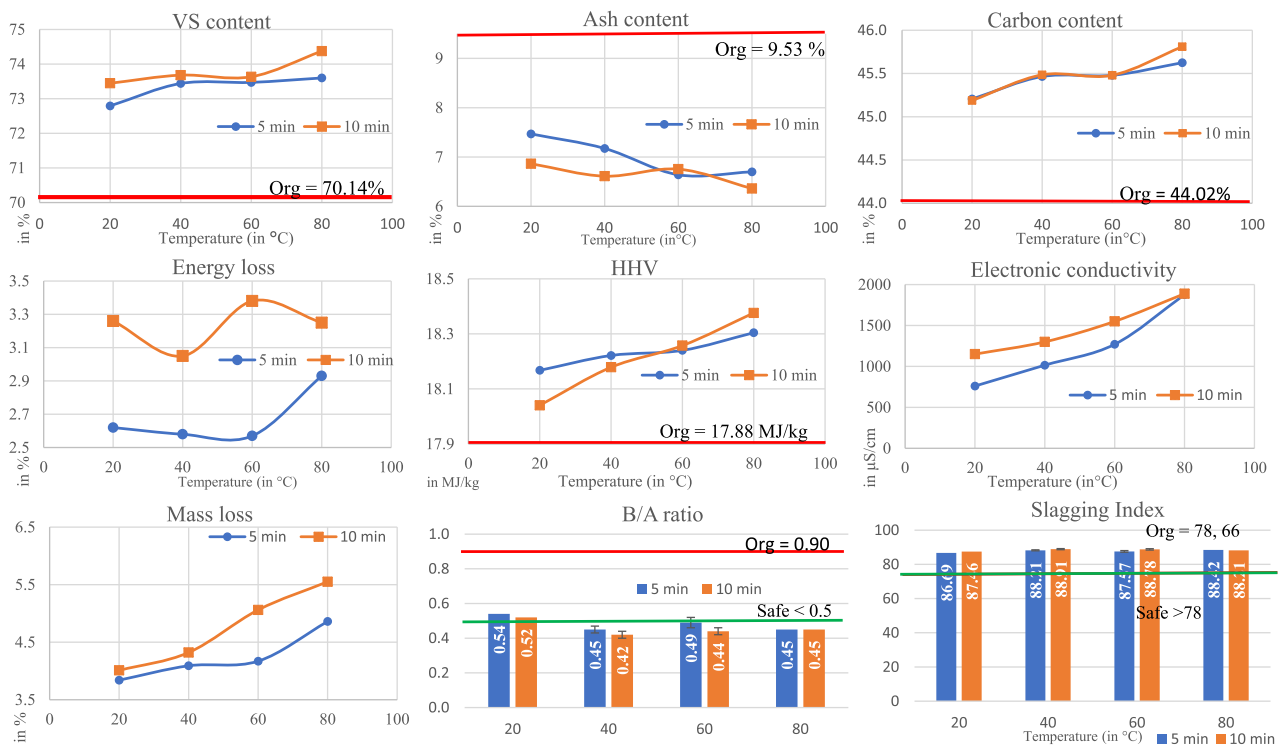 VS content
75
74
73
72
71
70
5 min
10 min
Org = 70.14%
0
20
40
60
80
100
in %
Temperature (in °C)
Ash content
9
8
7
6
Org = 9.53 %
5 min
10 min
0
20
40
60
80
100
in %
Temperature (in°C)
Carbon content
46.0
45.5
45.0
44.5
44.0
5 min
10 min
Org = 44.02%
0
20
40
60
80
100
in %
Temperature (in°C)
Energy loss
3.5
3.3
3.1
2.9
2.7
2.5
5 min
10 min
0
20
40
60
80
100
in %
Temperature (in °C)
HHV
18.5
18.3
18.1
17.9
5 min
10 min
Org = 17.88 MJ/kg
0
20
40
60
80
100
in MJ/kg
Temperature (in °C)
Electronic conductivity
2000
1500
1000
500
0
5 min
10 min
0
20
40
60
80
100
in µS/cm
Temperature (in°C)
Mass loss
6.5
5.5
4.5
3.5
5 min
10 min
0
20
40
60
80
100
in %
Temperature (in °C)
B/A ratio
1.0
0.8
0.6
0.4
0.2
0.0
Org = 0.90
5 min
10 min
Safe < 0.5
0.54
0.52
0.45
0.42
0.49
0.44
0.45
0.45
20
40
60
80
Slagging Index
Org = 78, 66
100
80
60
40
20
0
86.69
87.46
88.21
88.91
87.57
88.78
88.42
88.21
Safe >78
20
40
60
80
Temperature (in °C)
5 min
10 min